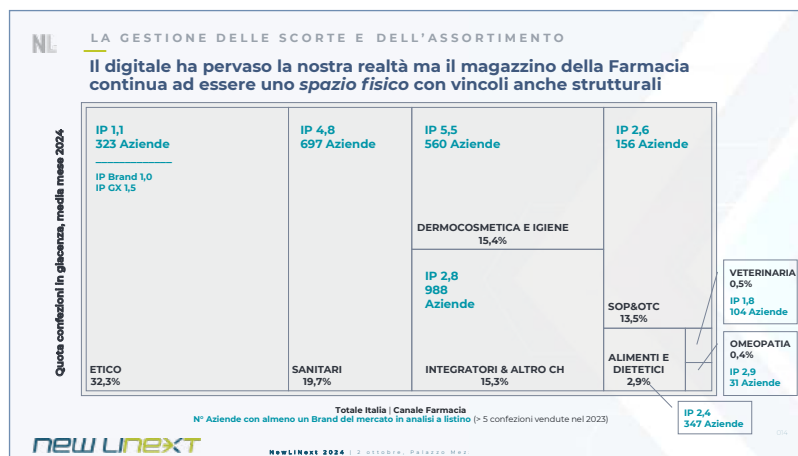 NL
LA GESTIONE DELLE SCORTE E DELL'ASSORTIMENTO
Il digitale ha pervaso la nostra realtà ma il magazzino della Farmacia
continua ad essere uno spazio fisico con vincoli anche strutturali
Quota confezioni in giacenza, media mese 2024
IP 1,1
323 Aziende
IP Brand 1,0
IP GX 1,5
ETICO
32,3%
IP 4,8
697 Aziende
SANITARI
19,7%
IP 5,5
560 Aziende
DERMOCOSMETICA E IGIENE
15,4%
IP 2,8
988
Aziende
INTEGRATORI & ALTRO CH
15,3%
IP 2,6
156 Aziende
SOP&OTC
13,5%
ALIMENTI E
DIETETICI
2,9%
VETERINARIA
0,5%
IP 1,8
104 Aziende
OMEOPATIA
0,4%
IP 2,9
31 Aziende
IP 2,4
347 Aziende
Totale Italia | Canale Farmacia
N° Aziende con almeno un Brand del mercato in analisi a listino (> 5 confezioni vendute nel 2023)
NEW LINEXT
NewLiNext 2024 | 2 ottobre, Palazzo Mez